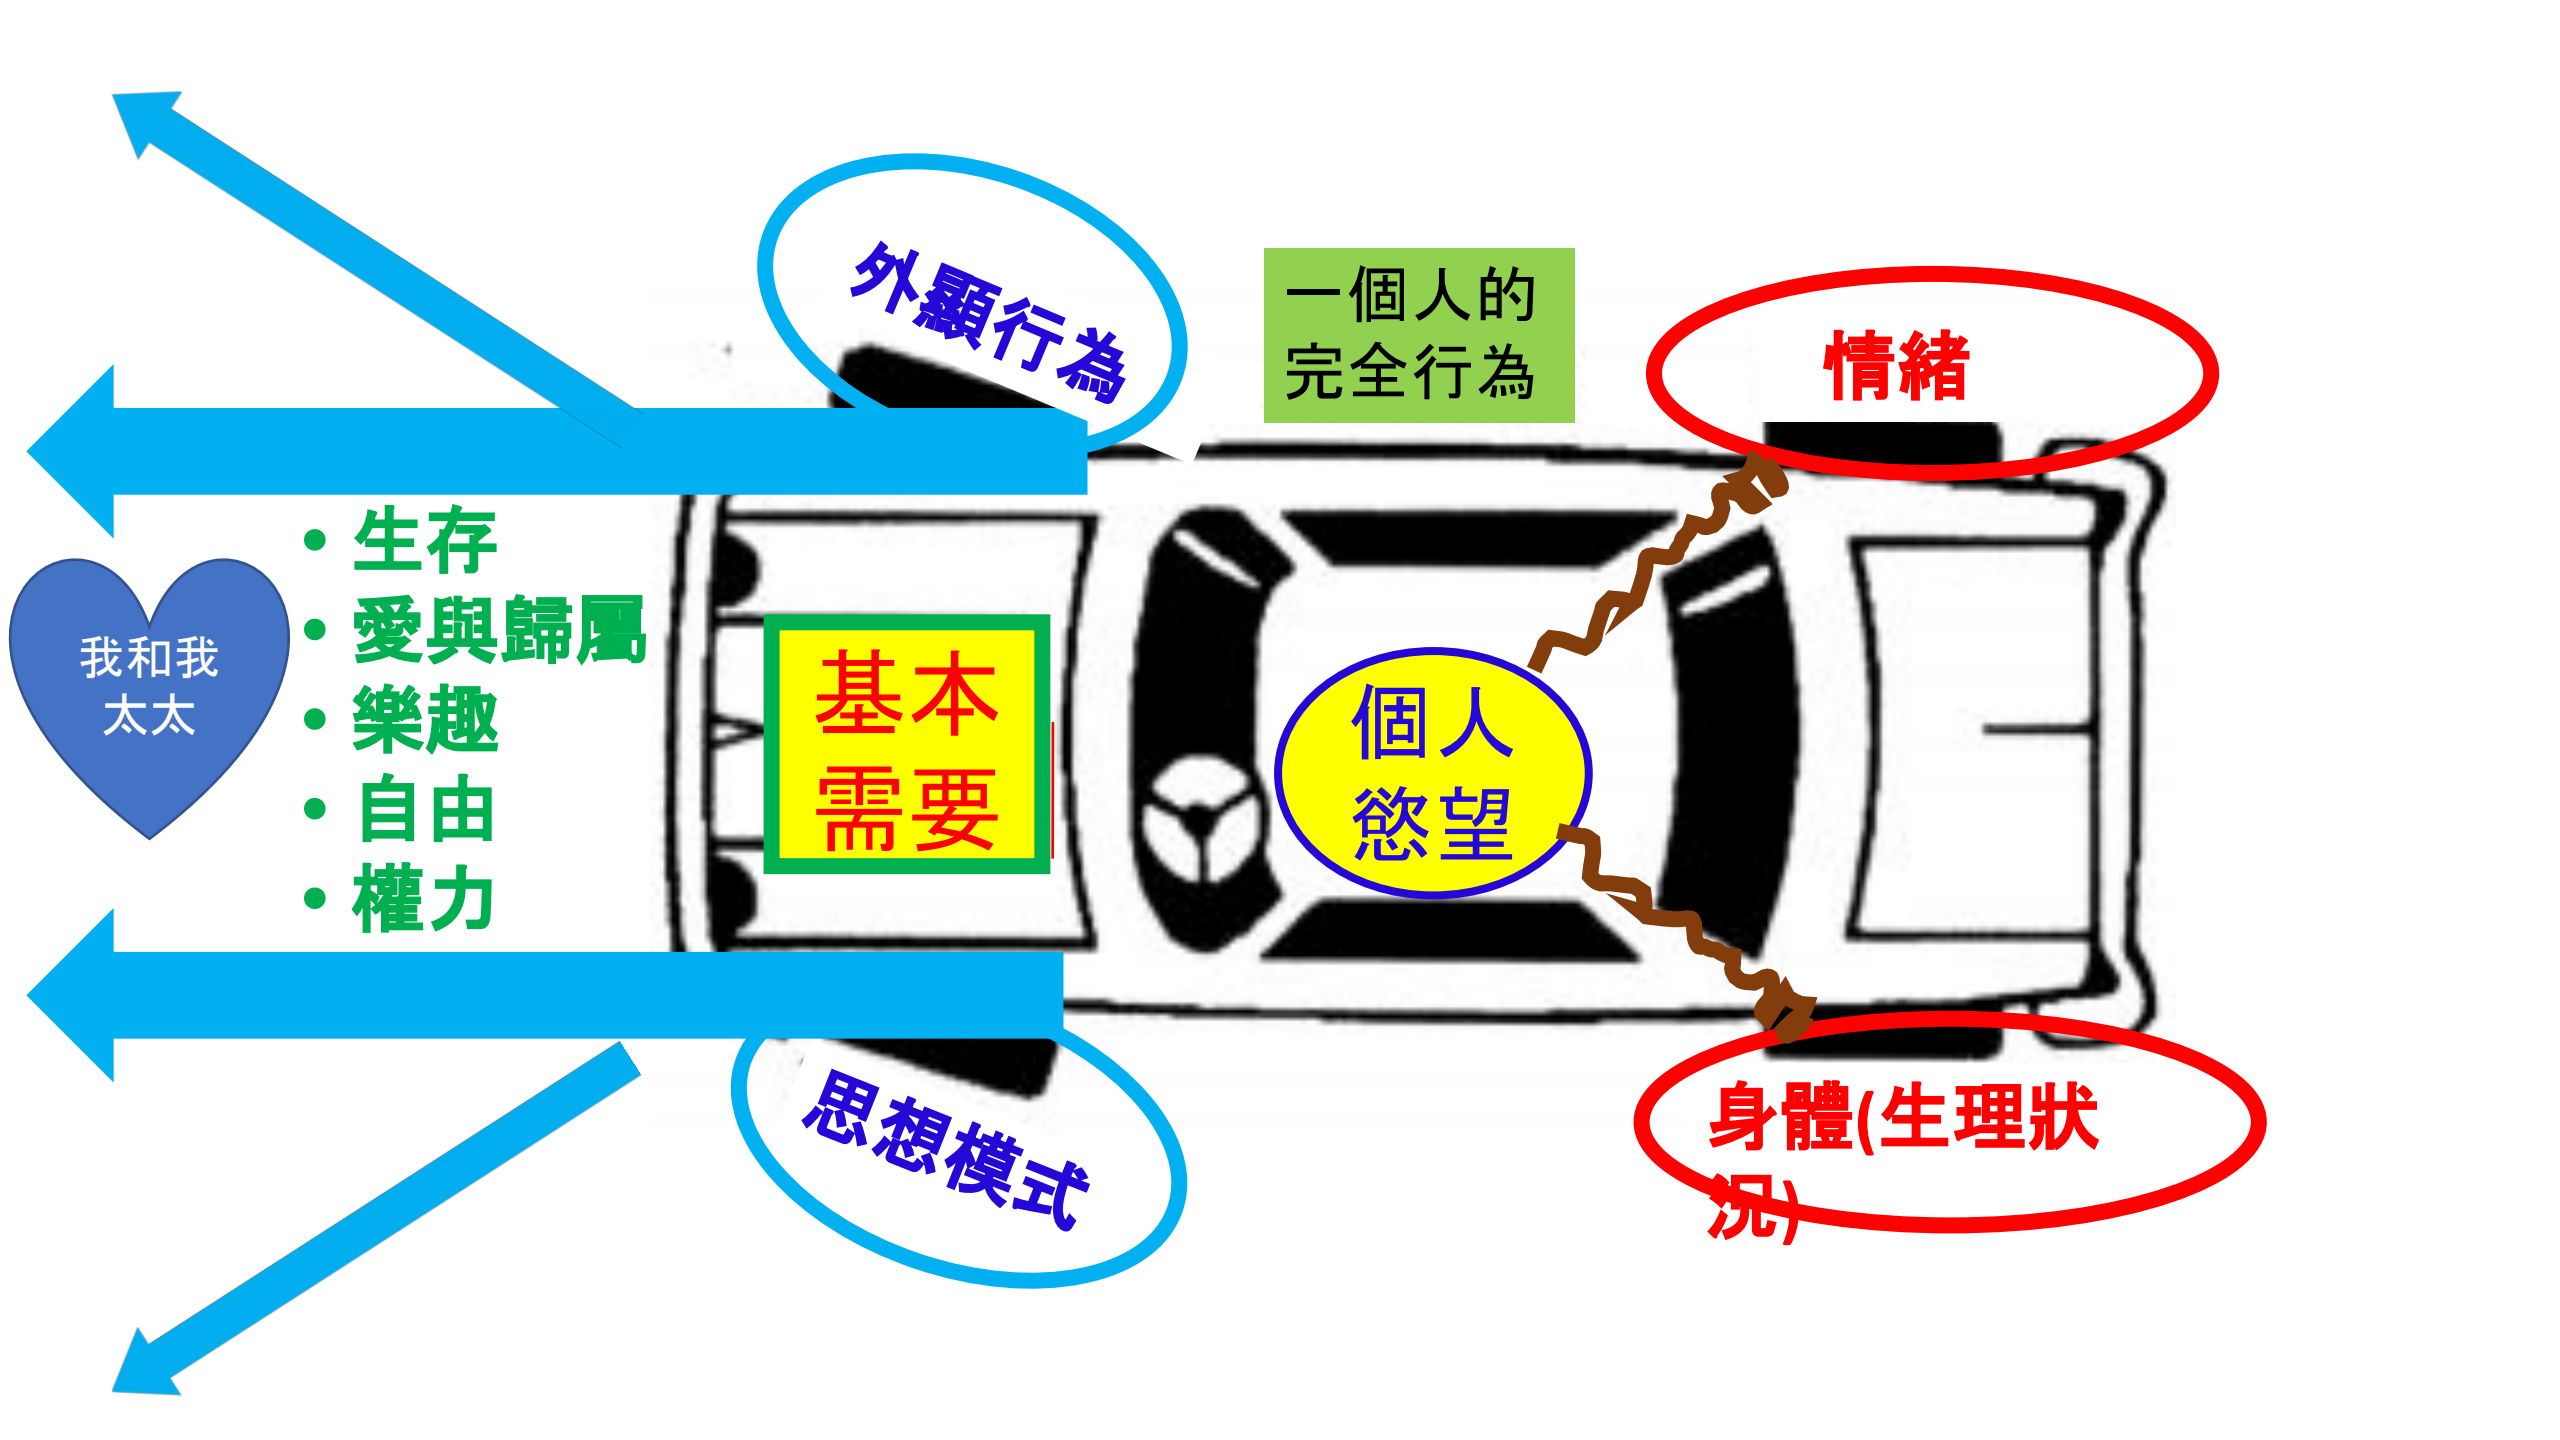 外顯行為
一個人的
完全行為
情緒
• 生存
• 愛與歸屬
• 樂趣
• 自由
• 權力
我和我
太太
基本
需要
個人
慾望
思想模式
身體(生理狀
況)